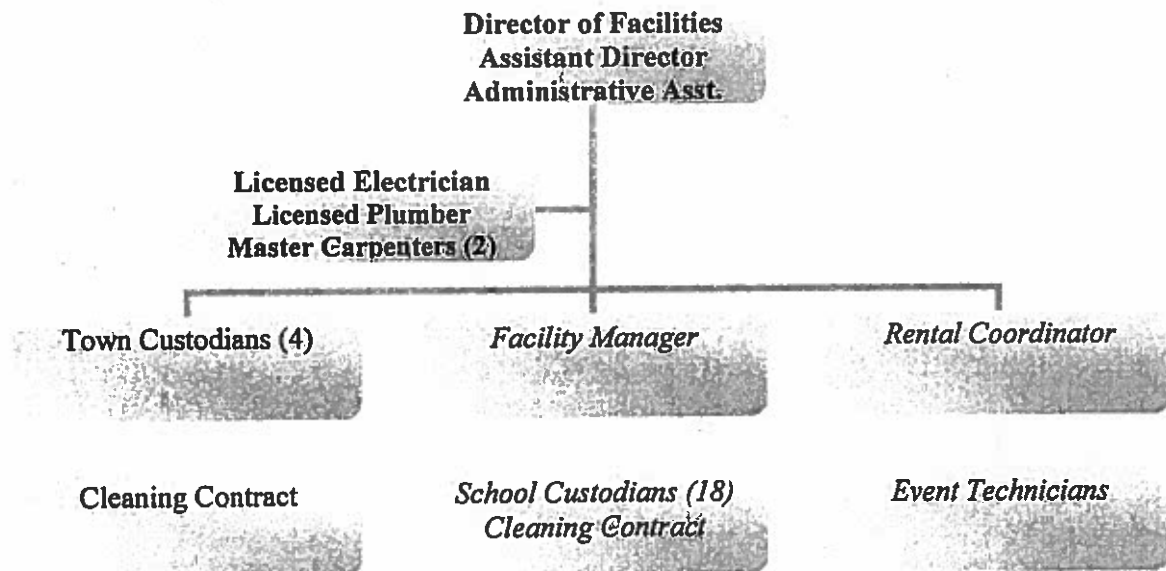 Director of Facilities
Assistant Director
Administrative Asst.
Licensed Electrician
Licensed Plumber
Master Carpenters (2)
Town Custodians (4)
Facility Manager
Rental Coordinator
Cleaning Contract
School Custodians (18)
Cleaning Contract
Event Technicians